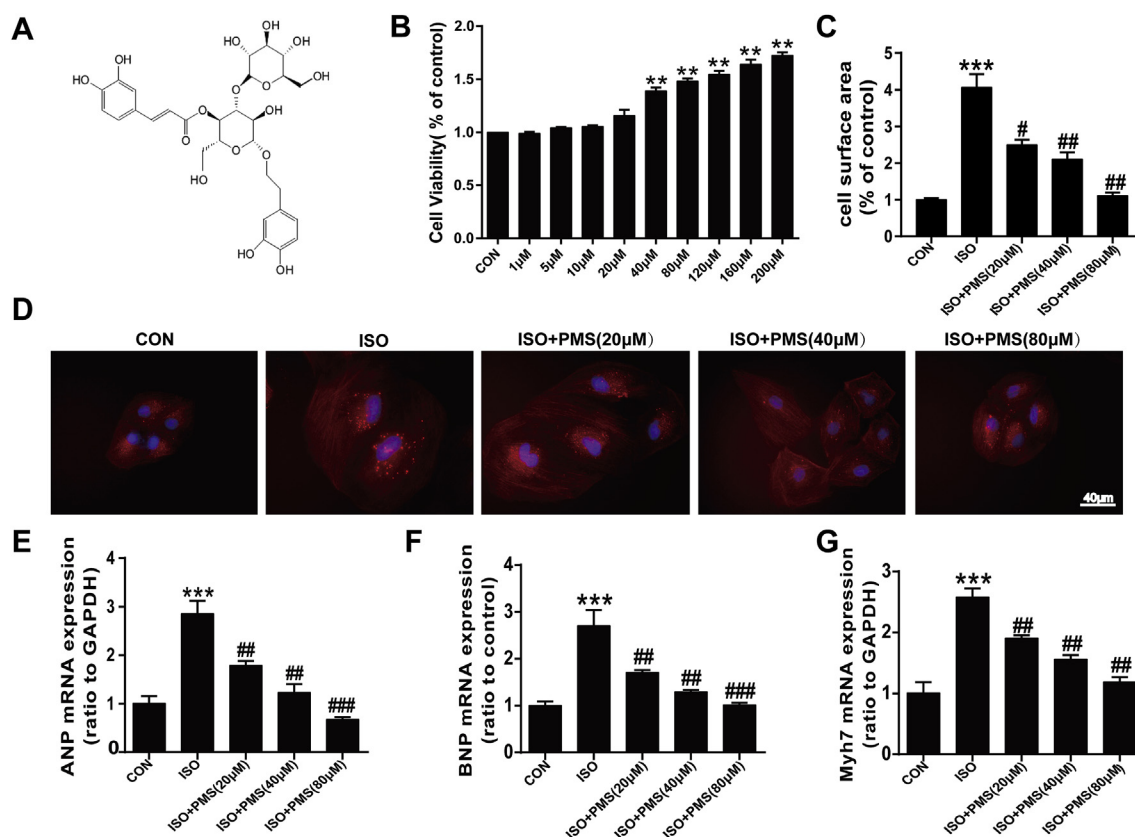 A
OH
HO
OH
HO
OH
O
OH
O
HO
O
O
OH
O
O
O
HO
O
HO
OH
B
Cell Viability( % of control)
2.0
1.5
1.0
0.5
0.0
**
**
**
**
**
CON
1μM
5μM
10μM
20μM
40μM
80μM
120μM
160μM
200μM
C
cell surface area
(% of control)
5
4
3
2
1
0
***
#
##
##
CON
ISO
ISO+PMS(20μM)
ISO+PMS(40μM)
ISO+PMS(80μM)
D
CON
ISO
ISO+PMS(20μM）
ISO+PMS(40μM)
ISO+PMS(80μM)
40μm
E
ANP mRNA expression
(ratio to GAPDH)
4
3
2
1
0
***
##
##
###
CON
ISO
ISO+PMS(20μM)
ISO+PMS(40μM)
ISO+PMS(80μM)
F
BNP mRNA expression
(ratio to control)
4
3
2
1
0
***
##
##
###
CON
ISO
ISO+PMS(20μM)
ISO+PMS(40μM)
ISO+PMS(80μM)
G
Myh7 mRNA expression
(ratio to GAPDH)
3
2
1
0
***
##
##
##
CON
ISO
ISO+PMS(20μM)
ISO+PMS(40μM)
ISO+PMS(80μM)